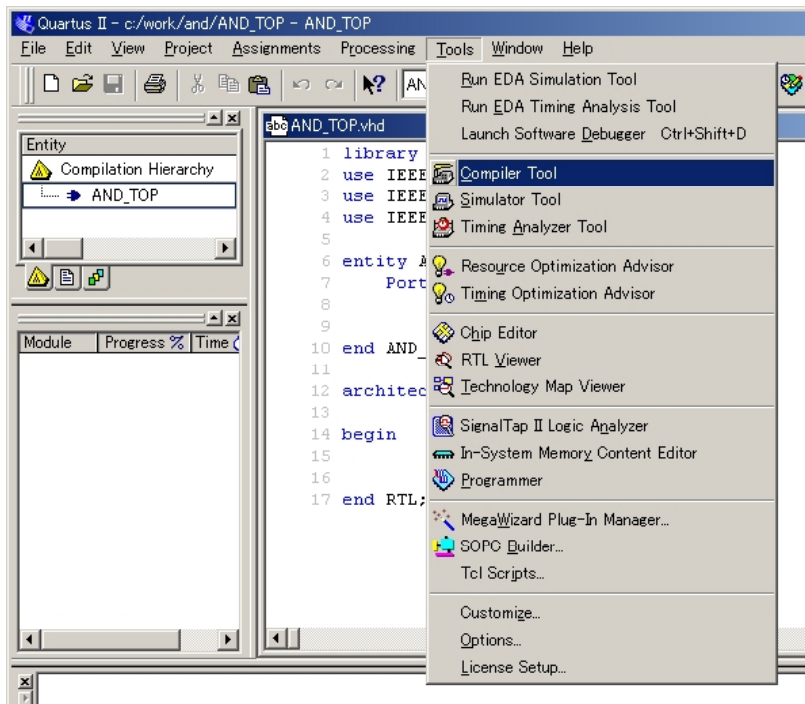 Quartus II - c:/work/and/AND_TOP - AND_TOP
File Edit View Project Assignments Processing Tools Window Help
AN
Entity
Compilation Hierarchy
AND_TOP
Module Progress % Time
AND_TOP.vhd
1 library
2 use IEEE
3 use IEEE
4 use IEEE
5
6 entity A
7 Port
8
9
10 end AND_
11
12 architec
13
14 begin
15
16
17 end RTL;
Run EDA Simulation Tool
Run EDA Timing Analysis Tool
Launch Software Debugger Ctrl+Shift+D
Compiler Tool
Simulator Tool
Timing Analyzer Tool
Resource Optimization Advisor
Timing Optimization Advisor
Chip Editor
RTL Viewer
Technology Map Viewer
SignalTap II Logic Analyzer
In-System Memory Content Editor
Programmer
MegaWizard Plug-In Manager...
SOPC Builder...
Tcl Scripts...
Customize...
Options...
License Setup...